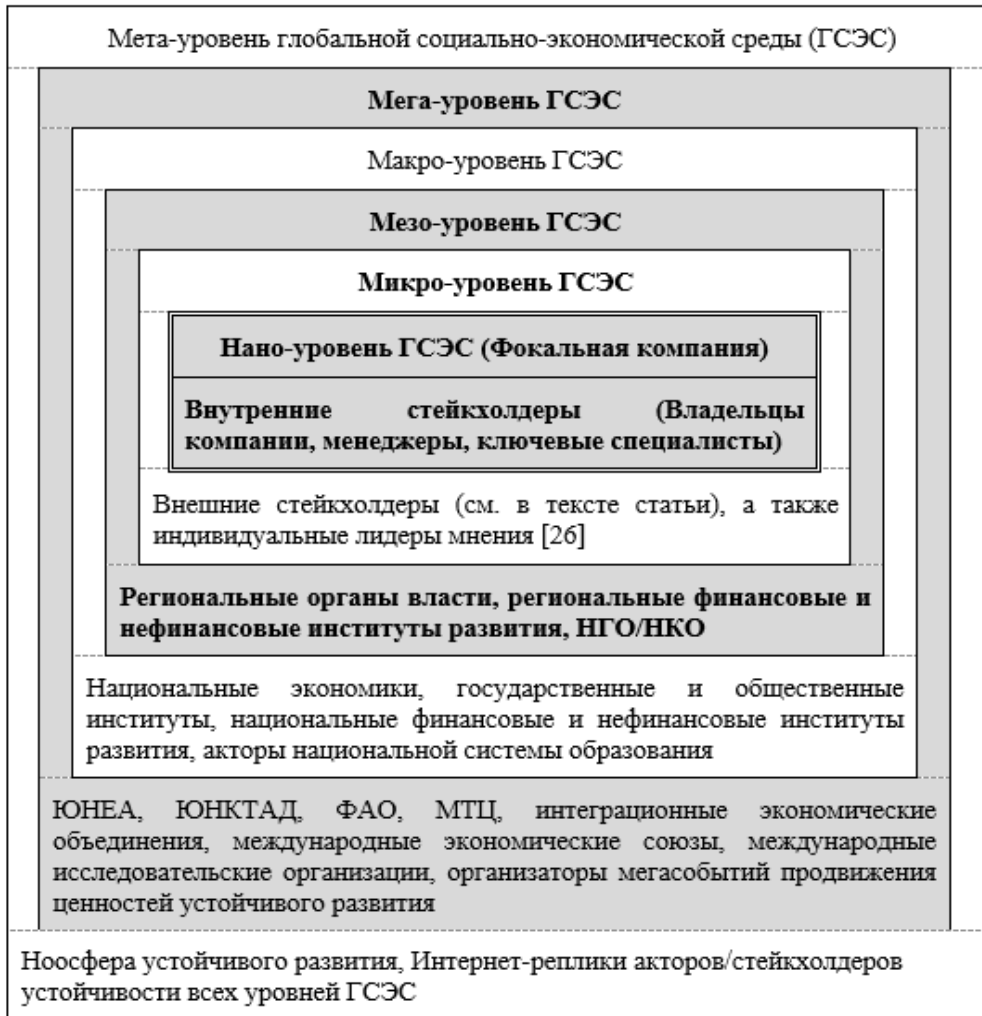 Мета-уровень глобальной социально-экономической среды (ГСЭС)
Мега-уровень ГСЭС
Макро-уровень ГСЭС
Мезо-уровень ГСЭС
Микро-уровень ГСЭС
Нано-уровень ГСЭС (Фокальная компания)
Внутренние стейкхолдеры (Владельцы
компании, менеджеры, ключевые специалисты)
Внешние стейкхолдеры (см. в тексте статьи), а также
индивидуальные лидеры мнения [26]
Региональные органы власти, региональные финансовые и
нефинансовые институты развития, НГО/НКО
Национальные экономики, государственные и общественные
институты, национальные финансовые и нефинансовые институты
развития, акторы национальной системы образования
ЮНЕА, ЮНКТАД, ФАО, МТЦ, интеграционные экономические
объединения, международные экономические союзы, международные
исследовательские организации, организаторы мегасобытий продвижения
ценностей устойчивого развития
Ноосфера устойчивого развития, Интернет-реплики акторов/стейкхолдеров
устойчивости всех уровней ГСЭС